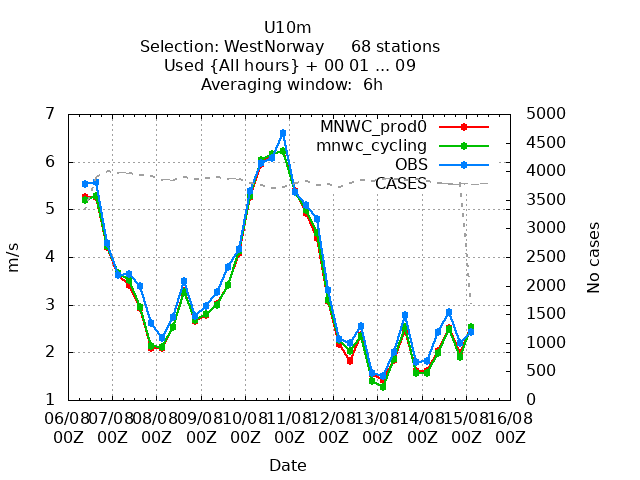 U10m
Selection: WestNorway 68 stations
Used {All hours} + 00 01 ... 09
Averaging window: 6h
7 5000
MNWC_prod0
4500
mnwc_cycling
6 OBS 4000
CASES
3500
5
3000
m/s 4 2500 No cases
2000
3
1500
2 1000
500
1 0
06/08 07/08 08/08 09/08 10/08 11/08 12/08 13/08 14/08 15/08 16/08
00Z 00Z 00Z 00Z 00Z 00Z 00Z 00Z 00Z 00Z 00Z
Date